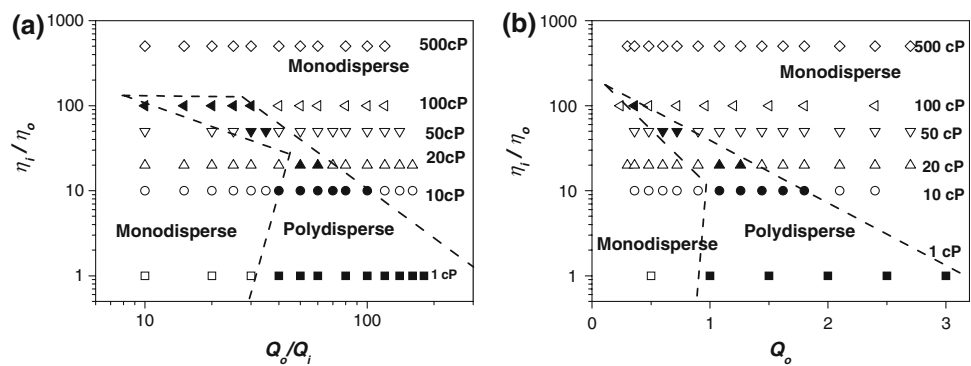 (a)
1000
100
10
1
η_i / η_o
500cP
Monodisperse
100cP
50cP
20cP
10cP
Monodisperse
Polydisperse
1 cP
10
100
Q_o/Q_i
(b)
1000
100
10
1
η_i / η_o
500 cP
Monodisperse
100 cP
50 cP
20 cP
10 cP
Monodisperse
Polydisperse
1 cP
0
1
2
3
Q_o